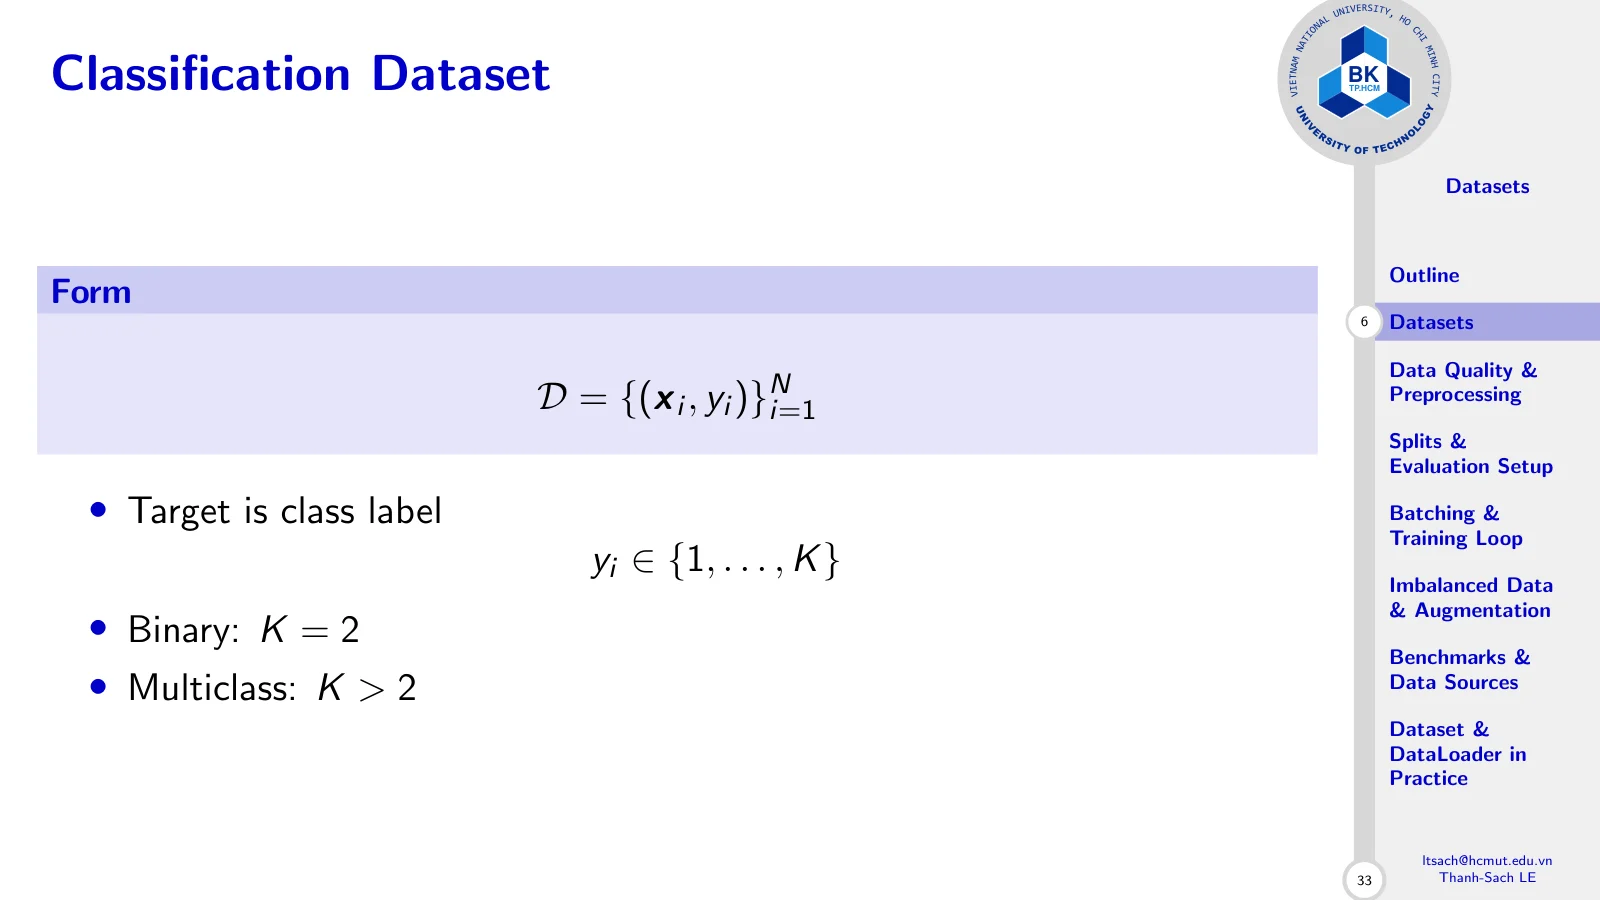 Classification Dataset
VIETNAM NATIONAL UNIVERSITY, HO CHI MINH CITY
BK
TP.HCM
UNIVERSITY OF TECHNOLOGY
Form
𝒟 = {(𝒙ᵢ, yᵢ)}ᴺᵢ₌₁
• Target is class label
yᵢ ∈ {1, . . . , K}
• Binary: K = 2
• Multiclass: K > 2
Datasets
Outline
6
Datasets
Data Quality &
Preprocessing
Splits &
Evaluation Setup
Batching &
Training Loop
Imbalanced Data
& Augmentation
Benchmarks &
Data Sources
Dataset &
DataLoader in
Practice
33
ltsach@hcmut.edu.vn
Thanh-Sach LE